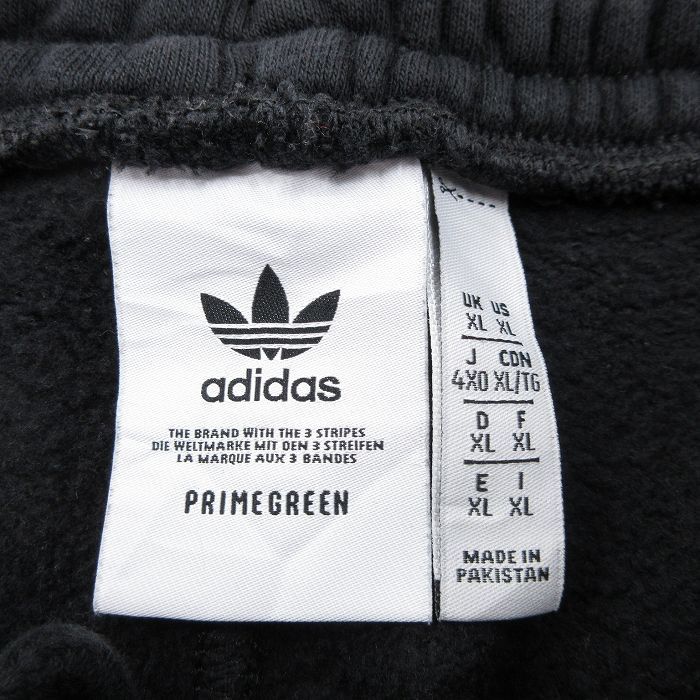 adidas
THE BRAND WITH THE 3 STRIPES
DIE WELTMARKE MIT DEN 3 STREIFEN
LA MARQUE AUX 3 BANDES
PRIMEGREEN
UK US
XL XL
J CDN
4XO XL/TG
D F
XL XL
E I
XL XL
MADE IN
PAKISTAN